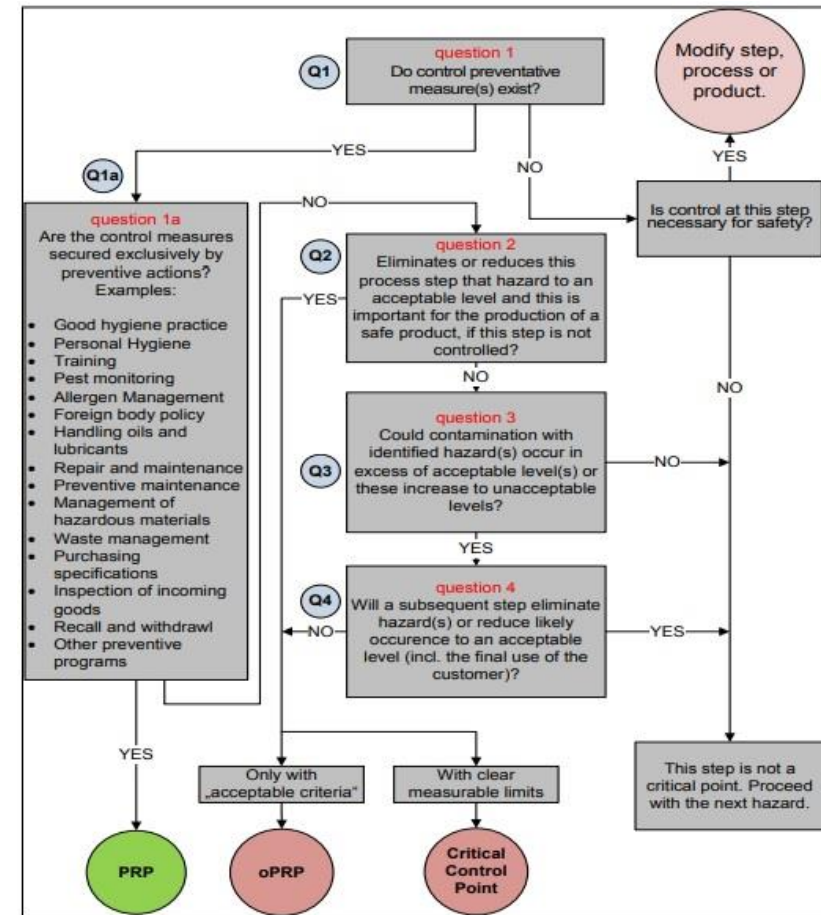 question 1
Q1
Do control preventative
measure(s) exist?
Modify step,
process or
product.
YES
NO
YES
Q1a
question 1a
Are the control measures
secured exclusively by
preventive actions?
Examples:
• Good hygiene practice
• Personal Hygiene
• Training
• Pest monitoring
• Allergen Management
• Foreign body policy
• Handling oils and
lubricants
• Repair and maintenance
• Preventive maintenance
• Management of
hazardous materials
• Waste management
• Purchasing
specifications
• Inspection of incoming
goods
• Recall and withdrawl
• Other preventive
programs
NO
Is control at this step
necessary for safety?
Q2
question 2
Eliminates or reduces this
process step that hazard to an
acceptable level and this is
important for the production of a
safe product, if this step is not
controlled?
YES
NO
NO
Q3
question 3
Could contamination with
identified hazard(s) occur in
excess of acceptable level(s) or
these increase to unacceptable
levels?
NO
YES
Q4
question 4
Will a subsequent step eliminate
hazard(s) or reduce likely
occurence to an acceptable
level (incl. the final use of the
customer)?
NO
YES
YES
Only with
„acceptable criteria“
With clear
measurable limits
This step is not a
critical point. Proceed
with the next hazard.
PRP
oPRP
Critical
Control
Point